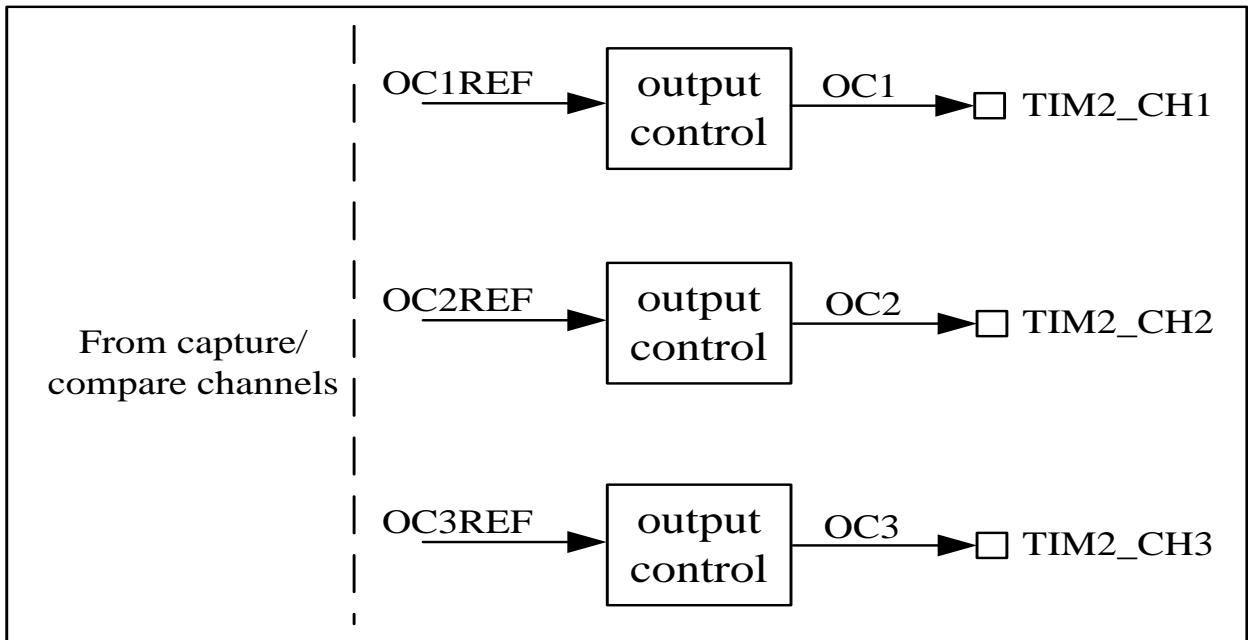 OC1REF
output
control
OC1
TIM2_CH1
From capture/
compare channels
OC2REF
output
control
OC2
TIM2_CH2
OC3REF
output
control
OC3
TIM2_CH3